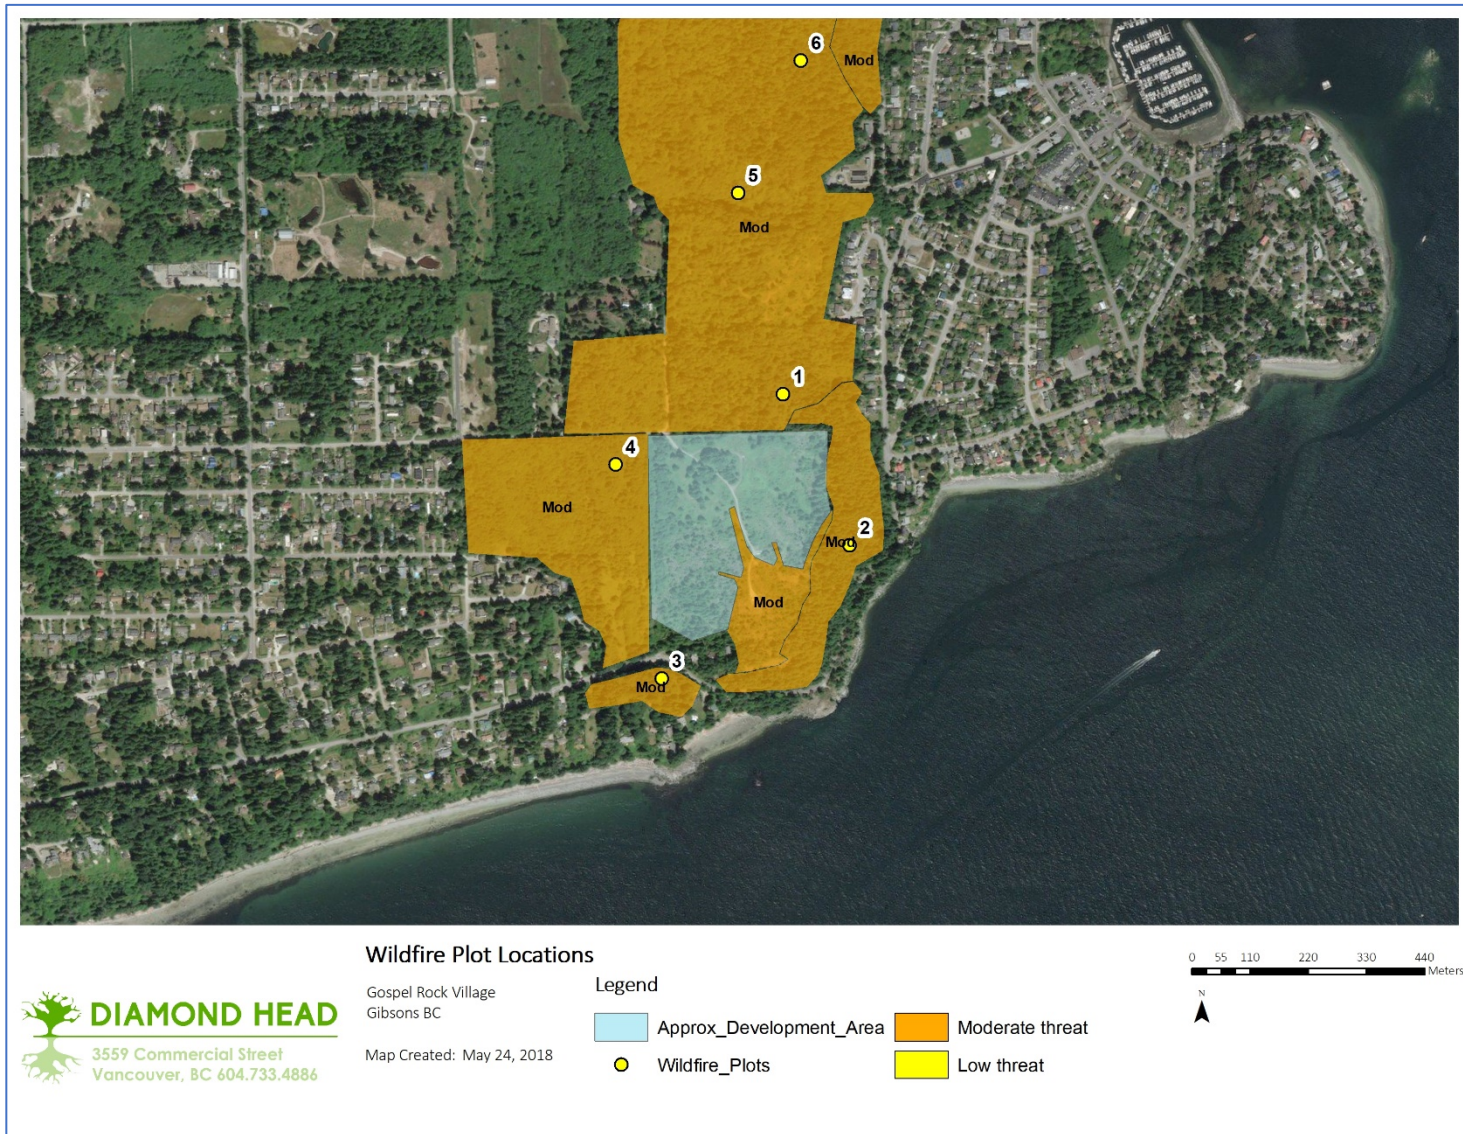 6
Mod
5
Mod
1
4
Mod
2
Mod
Mod
3
Mod
Wildfire Plot Locations
Gospel Rock Village
Gibsons BC
Map Created: May 24, 2018
DIAMOND HEAD
3559 Commercial Street
Vancouver, BC 604.733.4886
Legend
Approx_Development_Area
Wildfire_Plots
Moderate threat
Low threat
0 55 110 220 330 440
Meters
N